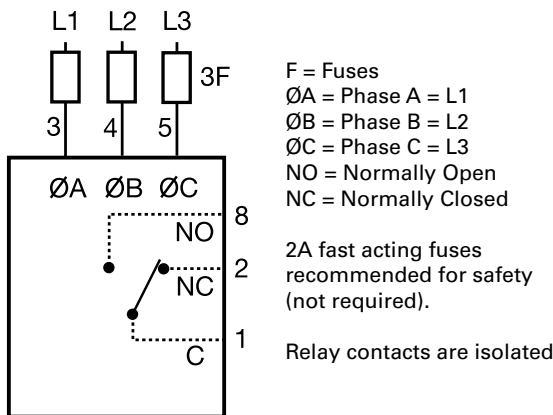 L1 L2 L3
3F
3 4 5
ØA ØB ØC
8
NO
2
NC
1
C
F = Fuses
ØA = Phase A = L1
ØB = Phase B = L2
ØC = Phase C = L3
NO = Normally Open
NC = Normally Closed
2A fast acting fuses
recommended for safety
(not required).
Relay contacts are isolated